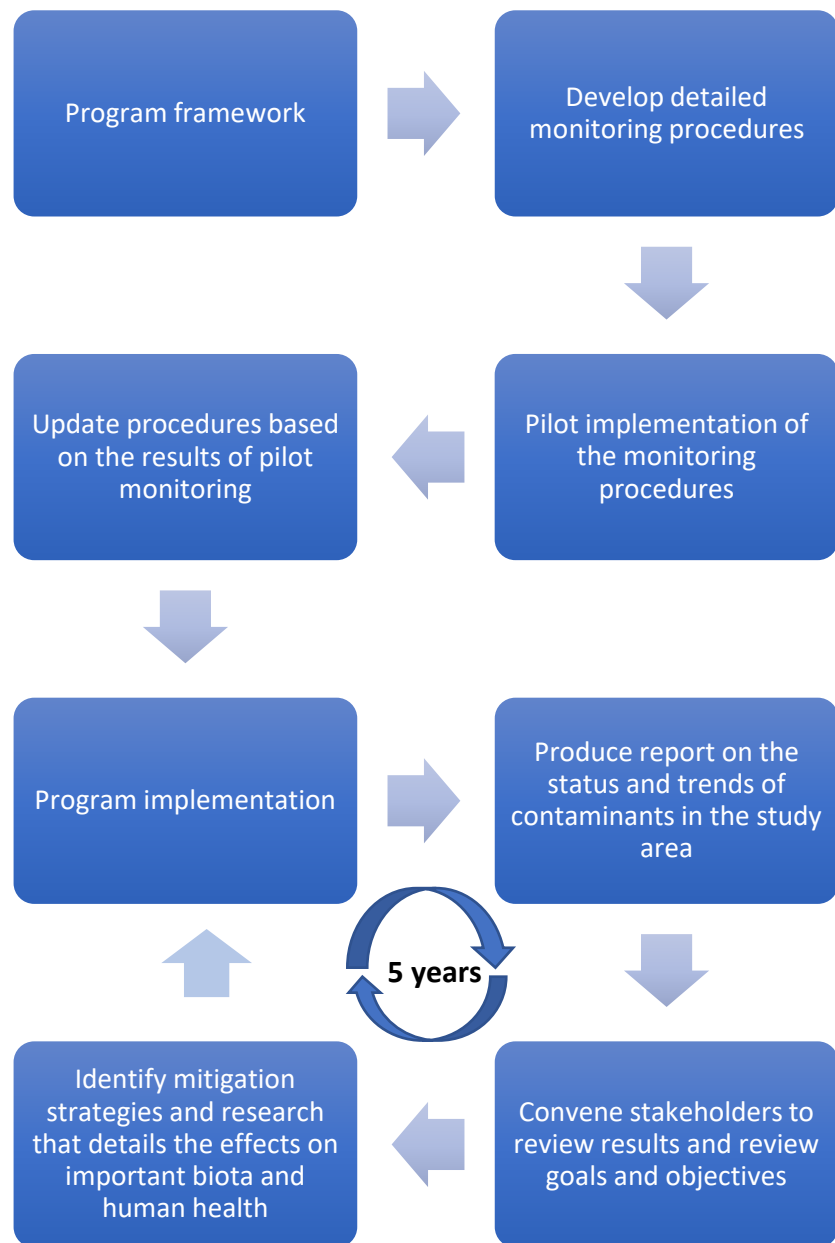 Program framework
Develop detailed
monitoring procedures
Update procedures based
on the results of pilot
monitoring
Pilot implementation of
the monitoring
procedures
Program implementation
Produce report on the
status and trends of
contaminants in the study
area
5 years
Identify mitigation
strategies and research
that details the effects on
important biota and
human health
Convene stakeholders to
review results and review
goals and objectives